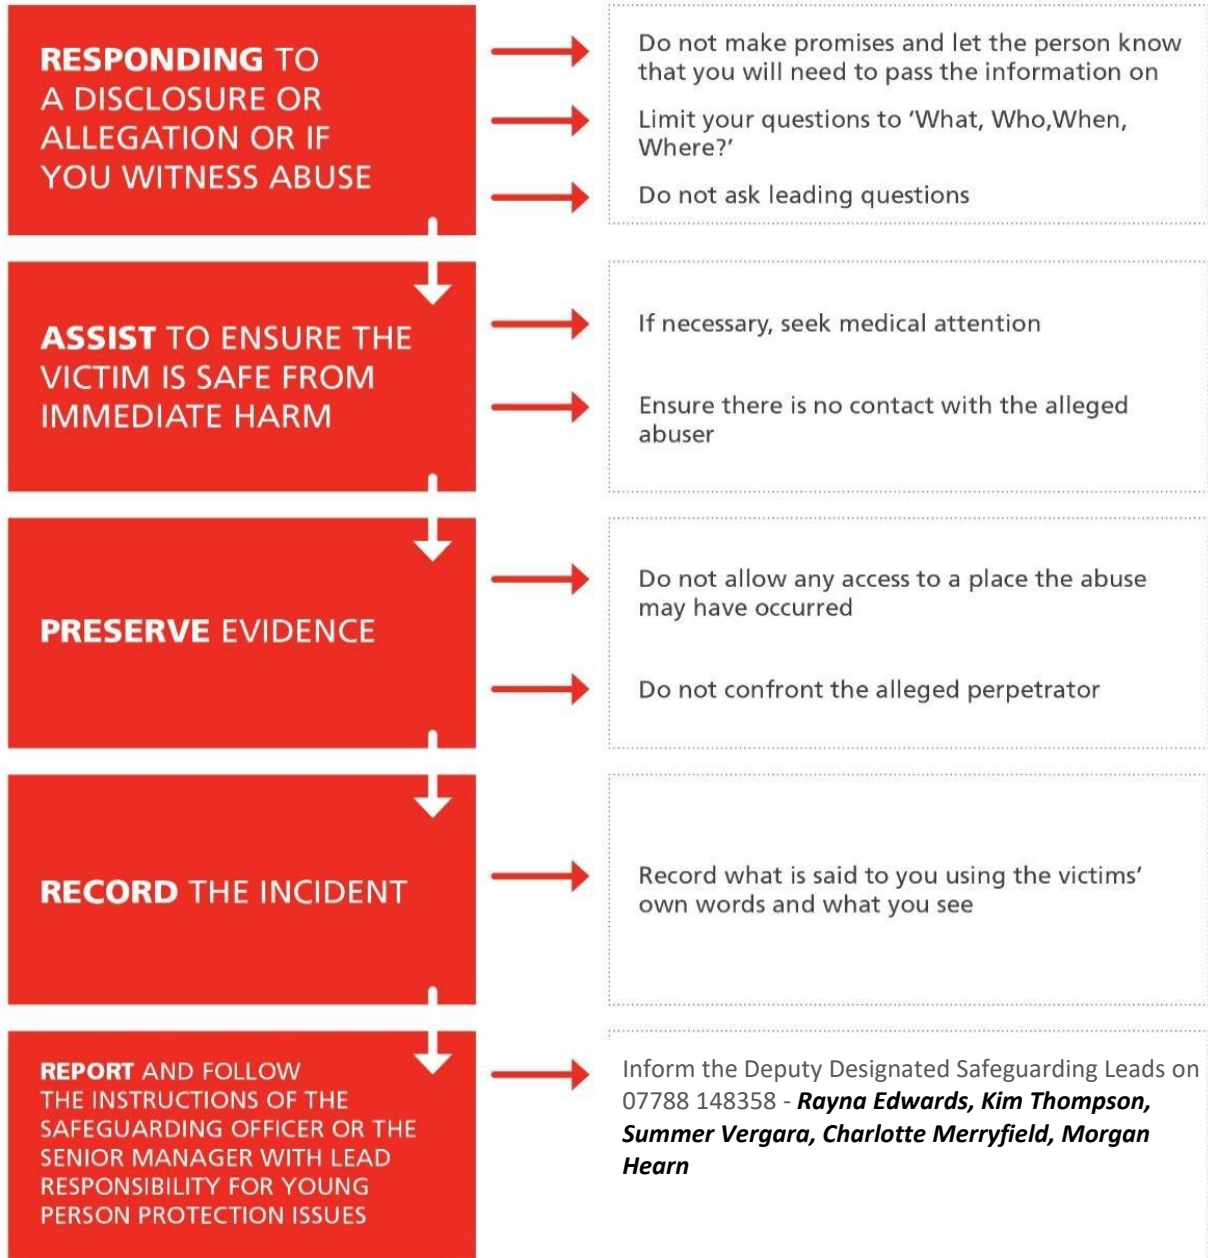 RESPONDING TO
A DISCLOSURE OR
ALLEGATION OR IF
YOU WITNESS ABUSE
Do not make promises and let the person know
that you will need to pass the information on
Limit your questions to ‘What, Who,When,
Where?’
Do not ask leading questions
ASSIST TO ENSURE THE
VICTIM IS SAFE FROM
IMMEDIATE HARM
If necessary, seek medical attention
Ensure there is no contact with the alleged
abuser
PRESERVE EVIDENCE
Do not allow any access to a place the abuse
may have occurred
Do not confront the alleged perpetrator
RECORD THE INCIDENT
Record what is said to you using the victims’
own words and what you see
REPORT AND FOLLOW
THE INSTRUCTIONS OF THE
SAFEGUARDING OFFICER OR THE
SENIOR MANAGER WITH LEAD
RESPONSIBILITY FOR YOUNG
PERSON PROTECTION ISSUES
Inform the Deputy Designated Safeguarding Leads on
07788 148358 - Rayna Edwards, Kim Thompson,
Summer Vergara, Charlotte Merryfield, Morgan
Hearn